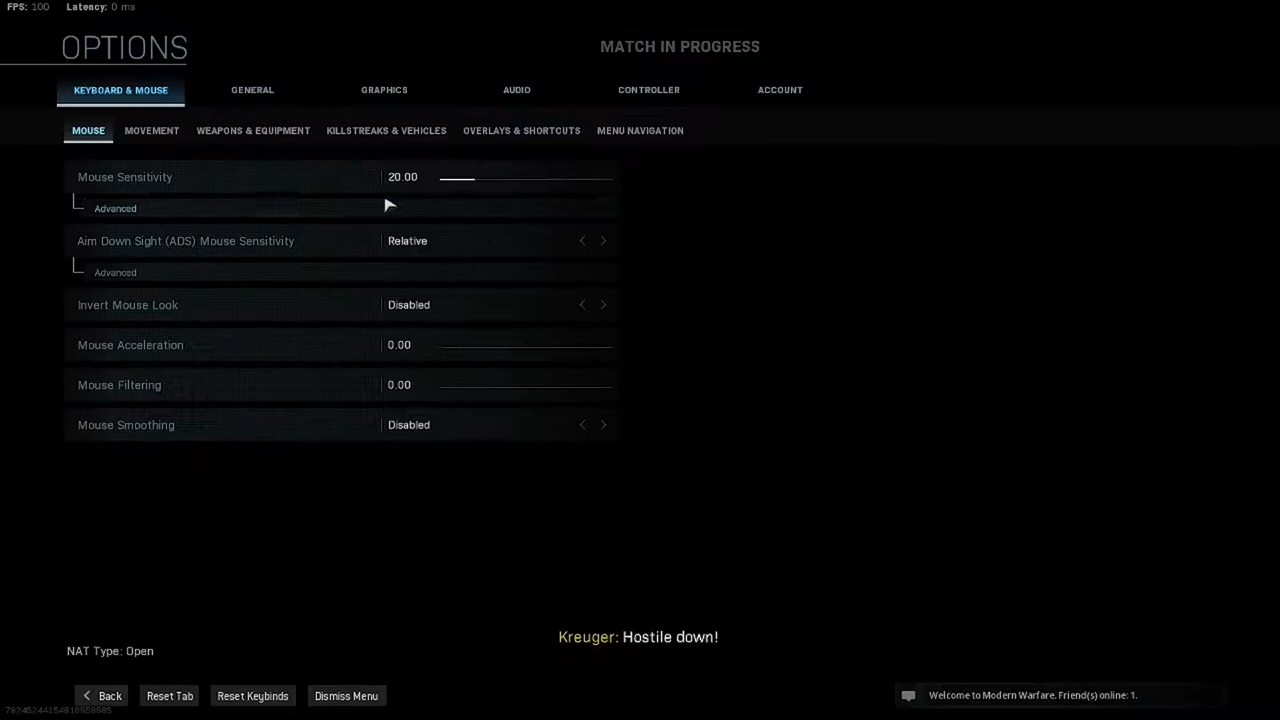 FPS: 100 Latency: 0 ms
OPTIONS
MATCH IN PROGRESS
KEYBOARD & MOUSE GENERAL GRAPHICS AUDIO CONTROLLER ACCOUNT
MOUSE MOVEMENT WEAPONS & EQUIPMENT KILLSTREAKS & VEHICLES OVERLAYS & SHORTCUTS MENU NAVIGATION
Mouse Sensitivity 20.00
Advanced
Aim Down Sight (ADS) Mouse Sensitivity Relative
Advanced
Invert Mouse Look Disabled
Mouse Acceleration 0.00
Mouse Filtering 0.00
Mouse Smoothing Disabled
Kreuger: Hostile down!
NAT Type: Open
Back Reset Tab Reset Keybinds Dismiss Menu
Welcome to Modern Warfare. Friend(s) online: 1.